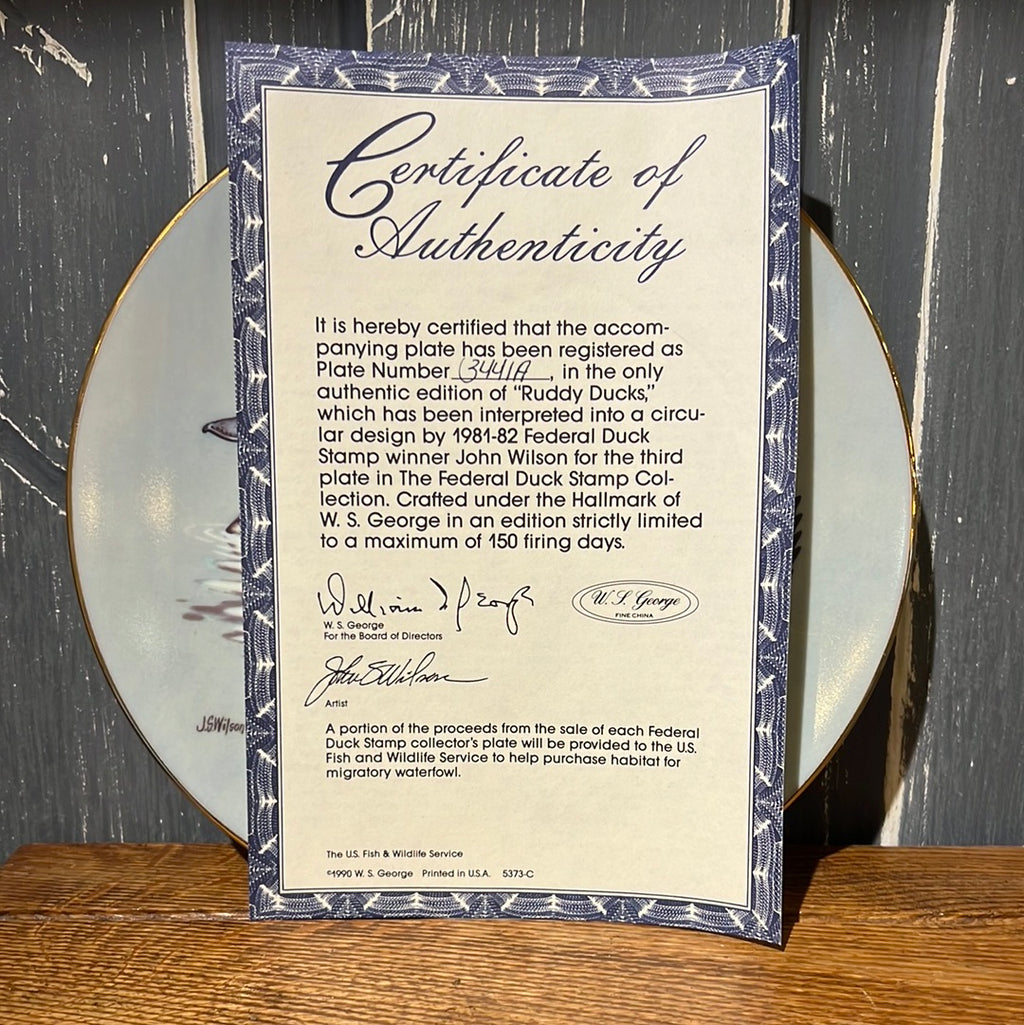 Certificate of
Authenticity
It is hereby certified that the accom-
panying plate has been registered as
Plate Number 3441A, in the only
authentic edition of "Ruddy Ducks,"
which has been interpreted into a circu-
lar design by 1981-82 Federal Duck
Stamp winner John Wilson for the third
plate in The Federal Duck Stamp Col-
lection. Crafted under the Hallmark of
W. S. George in an edition strictly limited
to a maximum of 150 firing days.
William S George
W. S. George
For the Board of Directors
W. S. George
FINE CHINA
John S Wilson
Artist
J.S.Wilson
A portion of the proceeds from the sale of each Federal
Duck Stamp collector's plate will be provided to the U.S.
Fish and Wildlife Service to help purchase habitat for
migratory waterfowl.
The U.S. Fish & Wildlife Service
©1990 W. S. George Printed in U.S.A. 5373-C